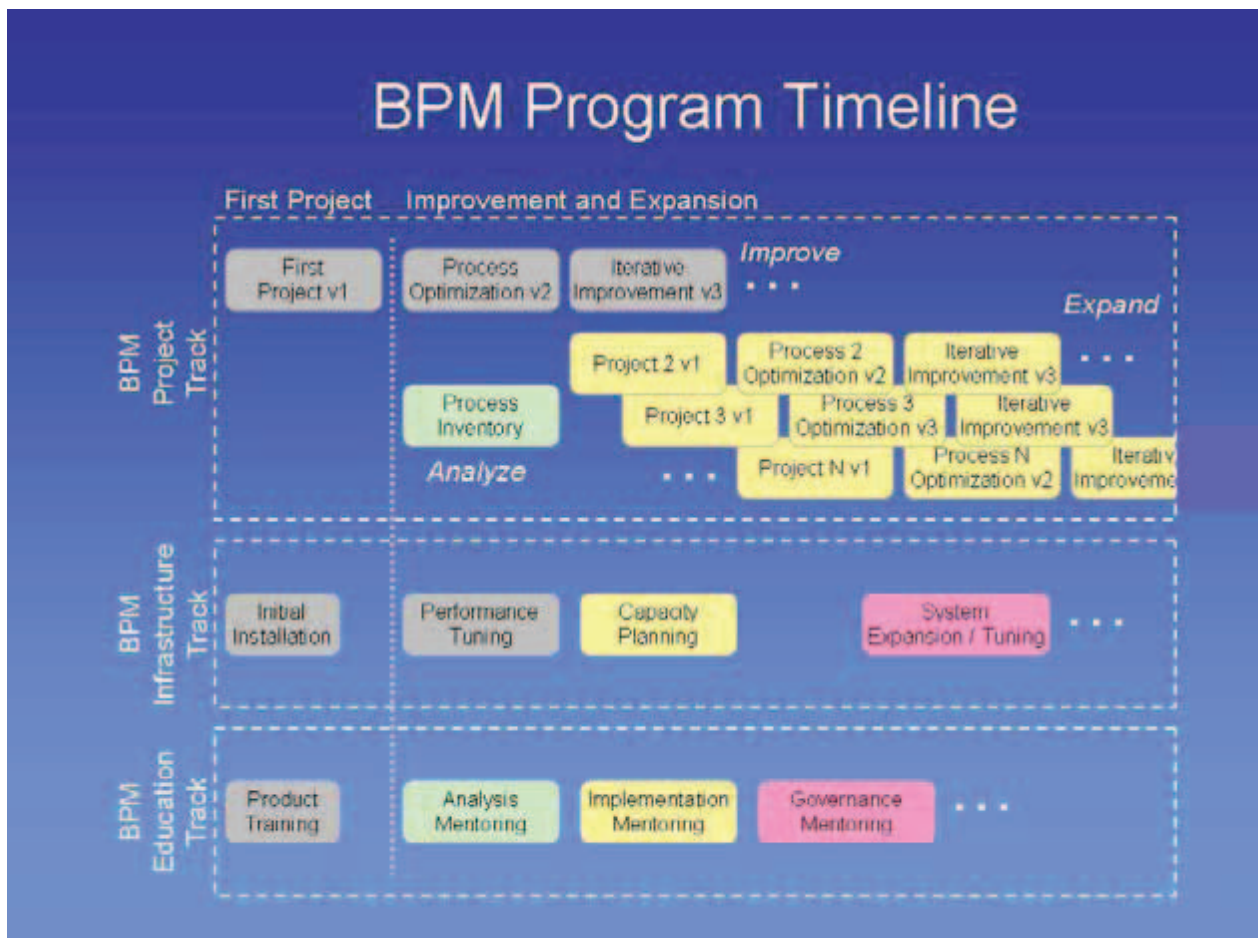 BPM Program Timeline
First Project
Improvement and Expansion
BPM
Project
Track
First
Project v1
Process
Optimization v2
Iterative
Improvement v3
Improve
...
Expand
Project 2 v1
Process 2
Optimization v2
Iterative
Improvement v3
...
Process
Inventory
Project 3 v1
Process 3
Optimization v3
Iterative
Improvement v3
Analyze
...
Project N v1
Process N
Optimization v2
Iterativ
Improveme
BPM
Infrastructure
Track
Initial
Installation
Performance
Tuning
Capacity
Planning
System
Expansion / Tuning
...
BPM
Education
Track
Product
Training
Analysis
Mentoring
Implementation
Mentoring
Governance
Mentoring
...